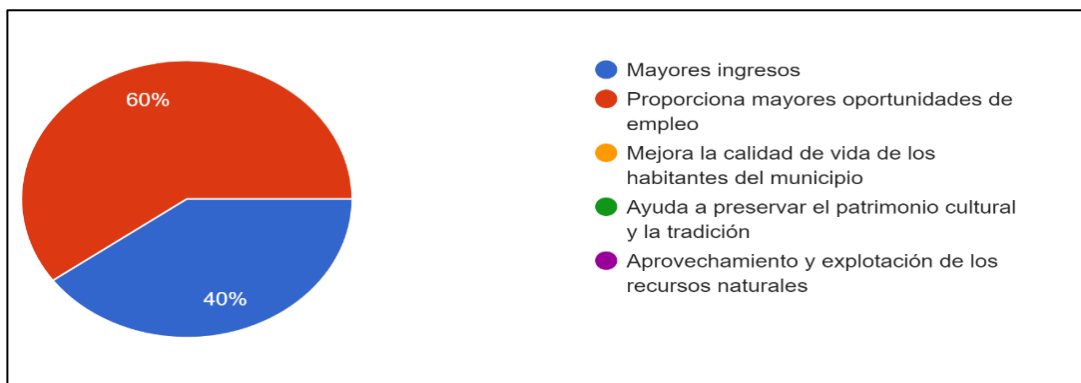 60%
40%
Mayores ingresos
Proporciona mayores oportunidades de
empleo
Mejora la calidad de vida de los
habitantes del municipio
Ayuda a preservar el patrimonio cultural
y la tradición
Aprovechamiento y explotación de los
recursos naturales